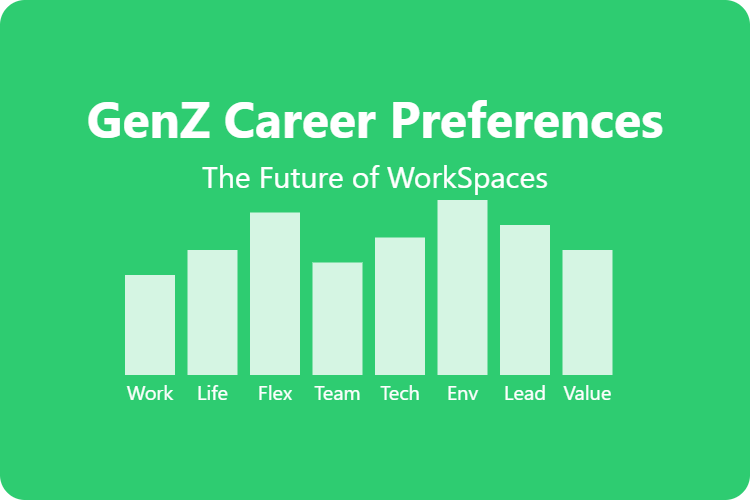 GenZ Career Preferences
The Future of WorkSpaces
Work Life Flex Team Tech Env Lead Value